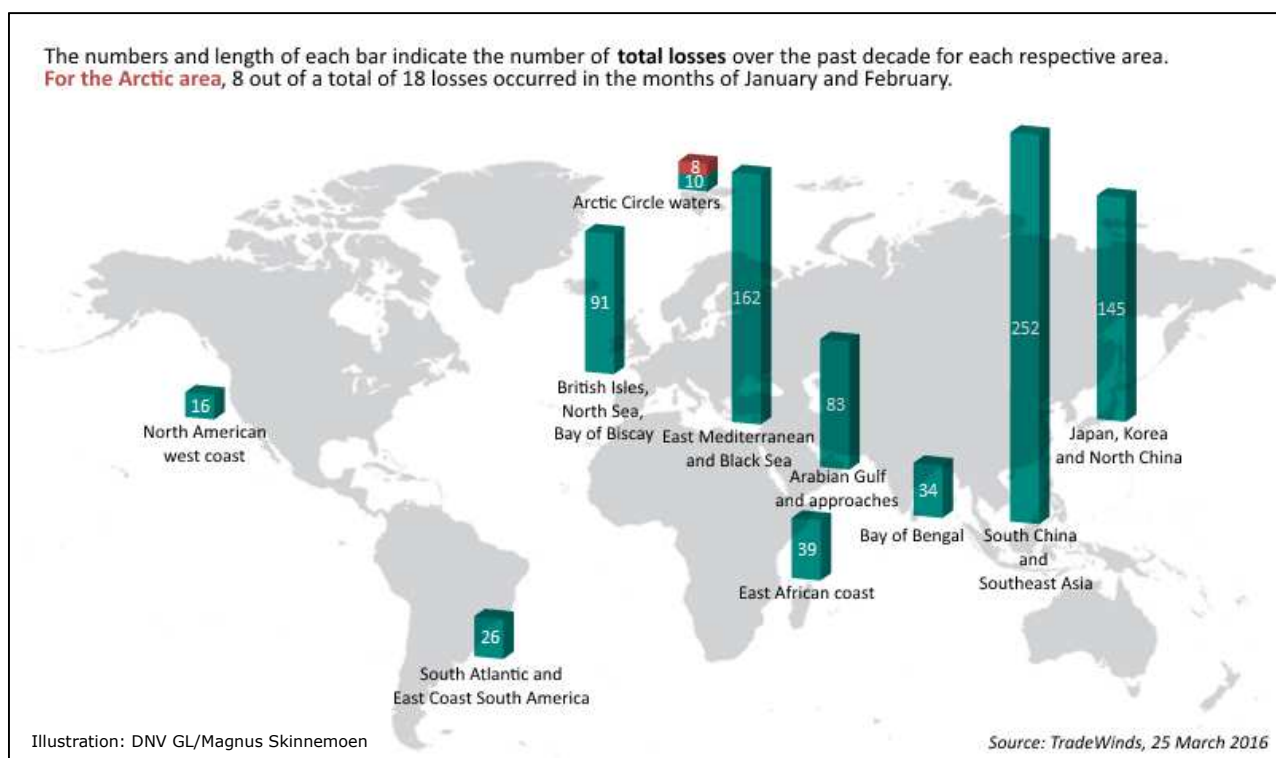 The numbers and length of each bar indicate the number of total losses over the past decade for each respective area.
For the Arctic area, 8 out of a total of 18 losses occurred in the months of January and February.
8
10
Arctic Circle waters
91
British Isles,
North Sea,
Bay of Biscay
162
East Mediterranean
and Black Sea
252
South China
and
Southeast Asia
145
Japan, Korea
and North China
83
Arabian Gulf
and approaches
16
North American
west coast
34
Bay of Bengal
39
East African coast
26
South Atlantic and
East Coast South America
Illustration: DNV GL/Magnus Skinnemoen
Source: TradeWinds, 25 March 2016